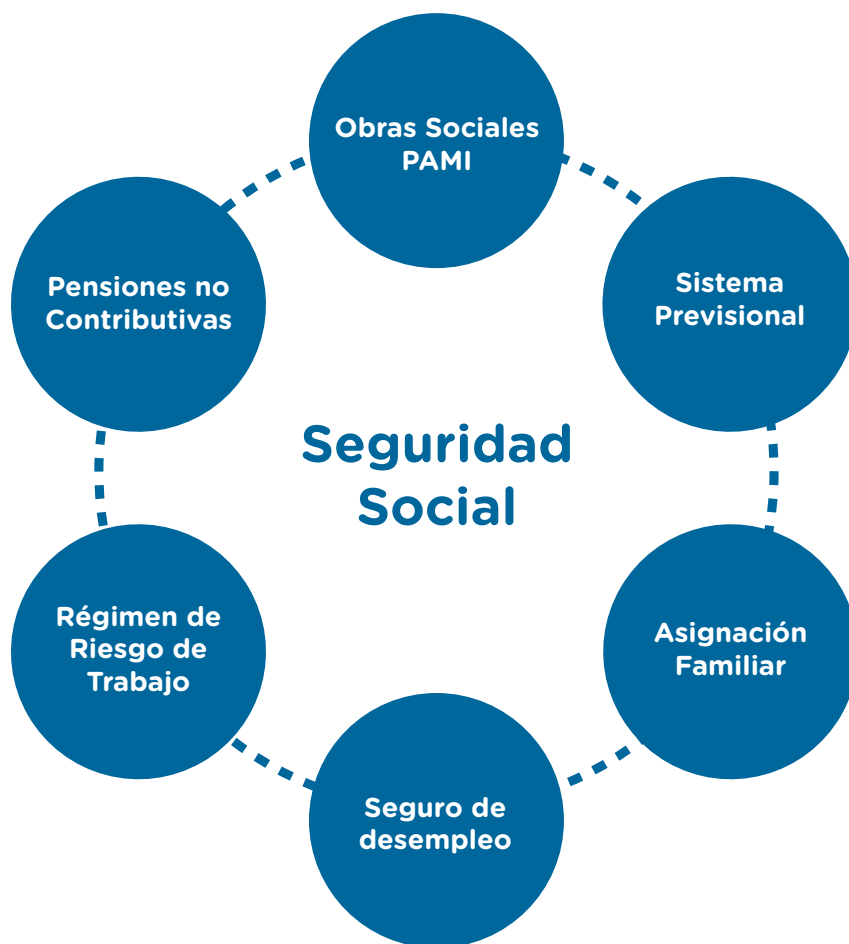 Obras Sociales
PAMI
Sistema
Previsional
Asignación
Familiar
Seguro de
desempleo
Régimen de
Riesgo de
Trabajo
Pensiones no
Contributivas
Seguridad
Social